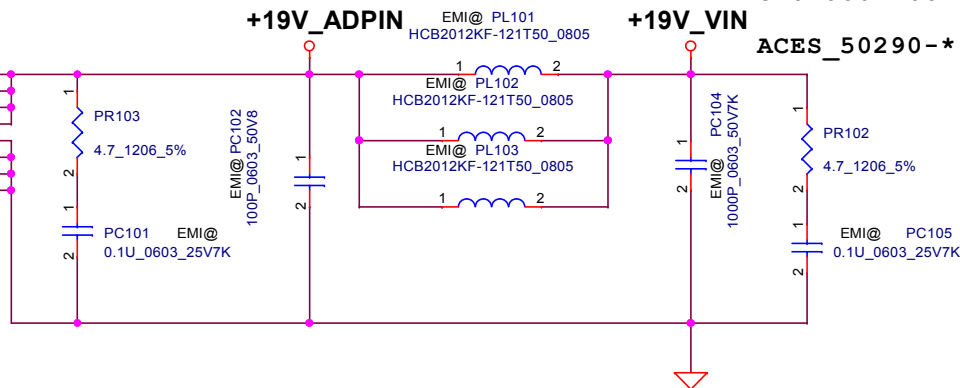 +19V_ADPIN
EMI@ PL101
HCB2012KF-121T50_0805
+19V_VIN
ACES_50290-*
1 2
EMI@ PL102
HCB2012KF-121T50_0805
1
PR103
4.7_1206_5%
2
EMI@ PC102
100P_0603_50V8
1
2
1 2
EMI@ PL103
HCB2012KF-121T50_0805
1 2
EMI@ PC104
1000P_0603_50V7K
1
2
1
PR102
4.7_1206_5%
2
1
PC101 EMI@
0.1U_0603_25V7K
2
1
EMI@ PC105
0.1U_0603_25V7K
2